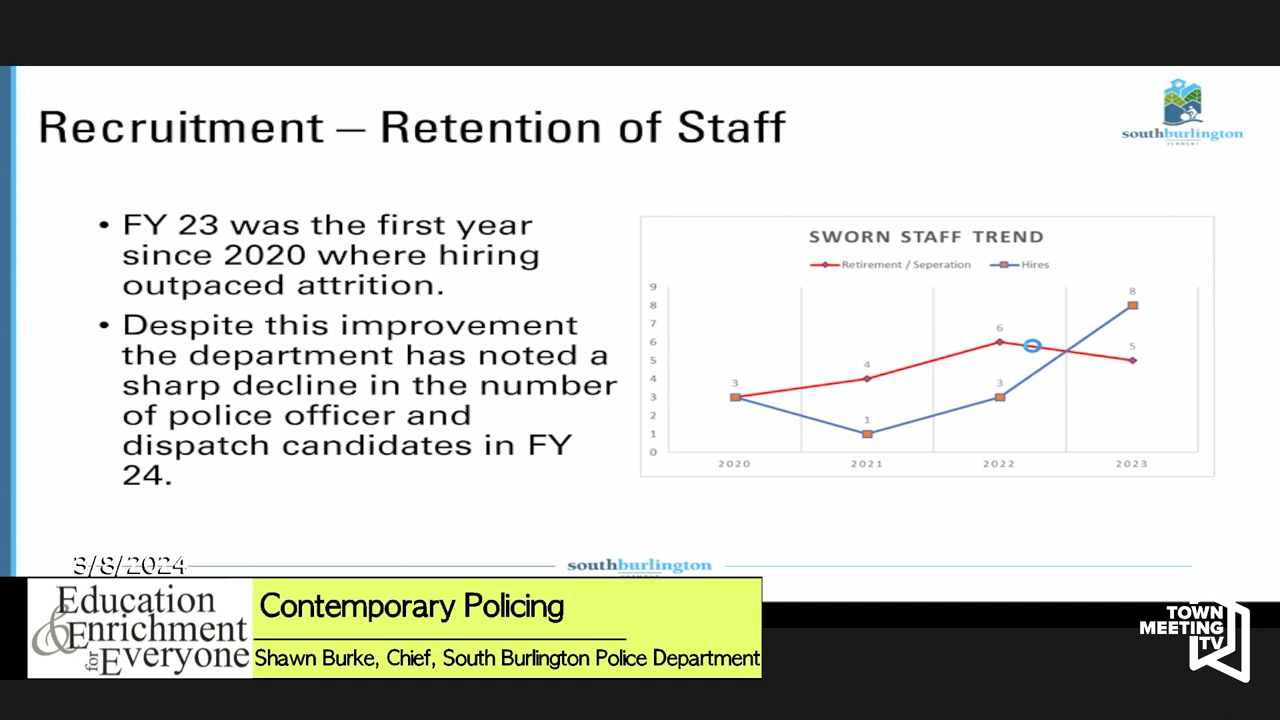 Recruitment – Retention of Staff
southburlington
VERMONT
• FY 23 was the first year
since 2020 where hiring
outpaced attrition.
• Despite this improvement
the department has noted a
sharp decline in the number
of police officer and
dispatch candidates in FY
24.
SWORN STAFF TREND
Retirement / Seperation
Hires
9
8
7
6
5
4
3
2
1
0
3
4
1
6
3
8
5
2020
2021
2022
2023
southburlington
3/8/2024
Education
& Enrichment
for Everyone
Contemporary Policing
Shawn Burke, Chief, South Burlington Police Department
TOWN
MEETING
TV